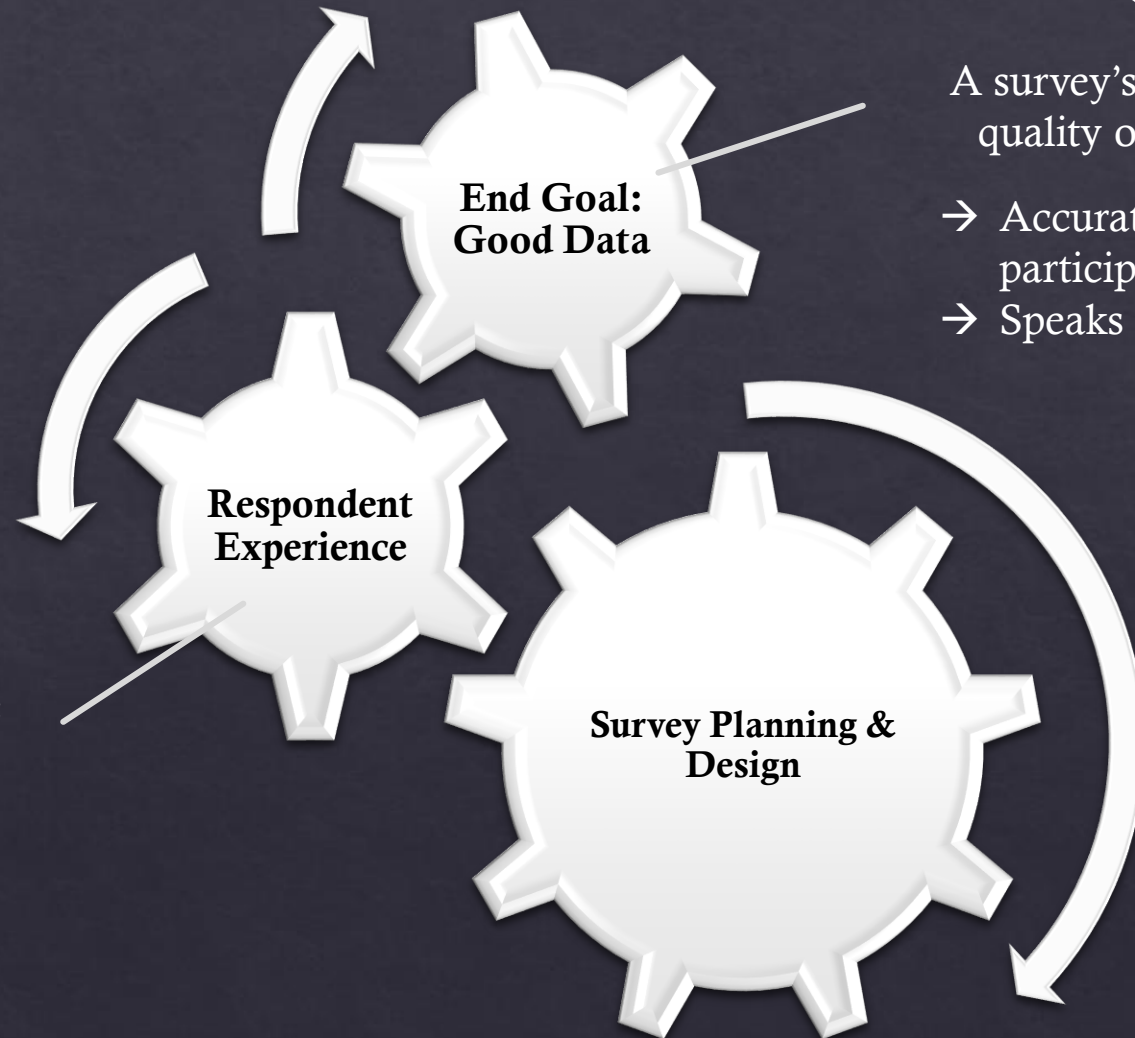 A survey's
quality o
→ Accurat
particip
→ Speaks
End Goal:
Good Data
Respondent
Experience
Survey Planning &
Design